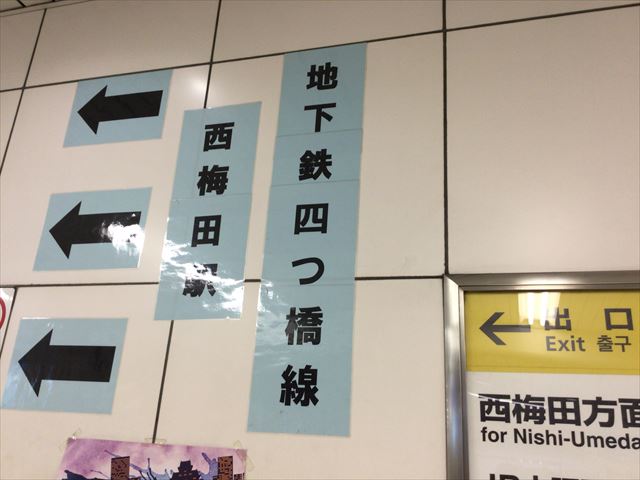 地下鉄四つ橋線
西梅田駅
出口
Exit 출구
西梅田方面
for Nishi-Umeda